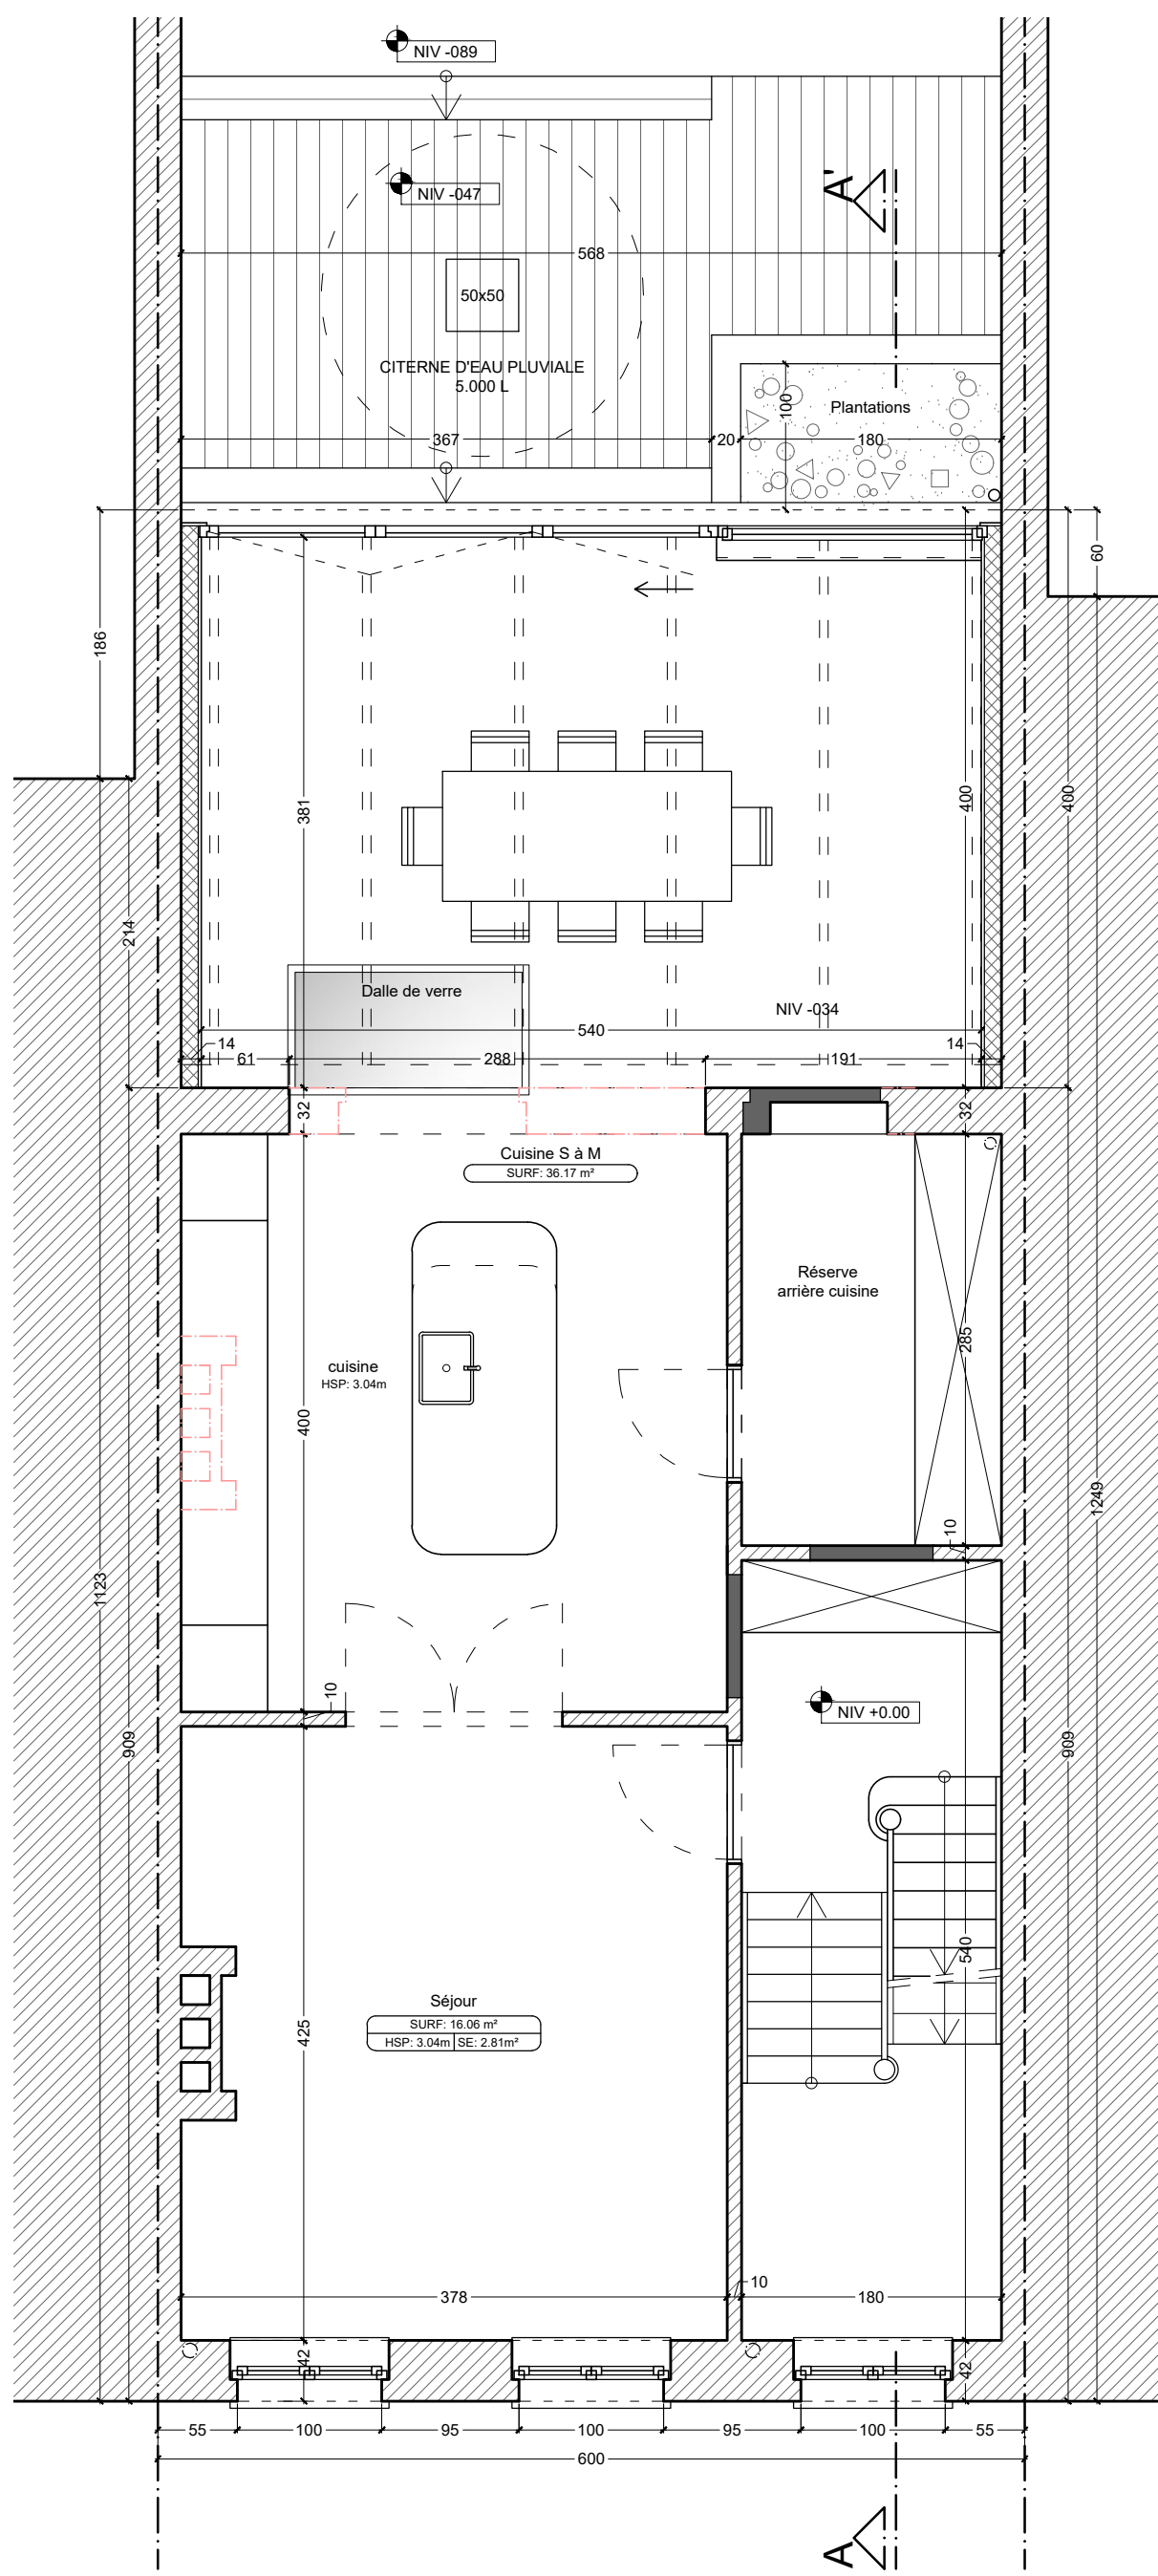 NIV -089
NIV -047
A'
568
50x50
CITERNE D'EAU PLUVIALE
5.000 L
100
Plantations
367
20
180
60
186
381
400
400
214
Dalle de verre
NIV -034
540
14
61
288
191
14
32
32
Cuisine S à M
SURF: 36.17 m²
Réserve
arrière cuisine
285
cuisine
HSP: 3.04m
400
10
1249
1123
10
NIV +0.00
909
909
540
Séjour
SURF: 16.06 m²
HSP: 3.04m
SE: 2.81m²
425
378
10
180
42
42
55
100
95
100
95
100
55
600
A